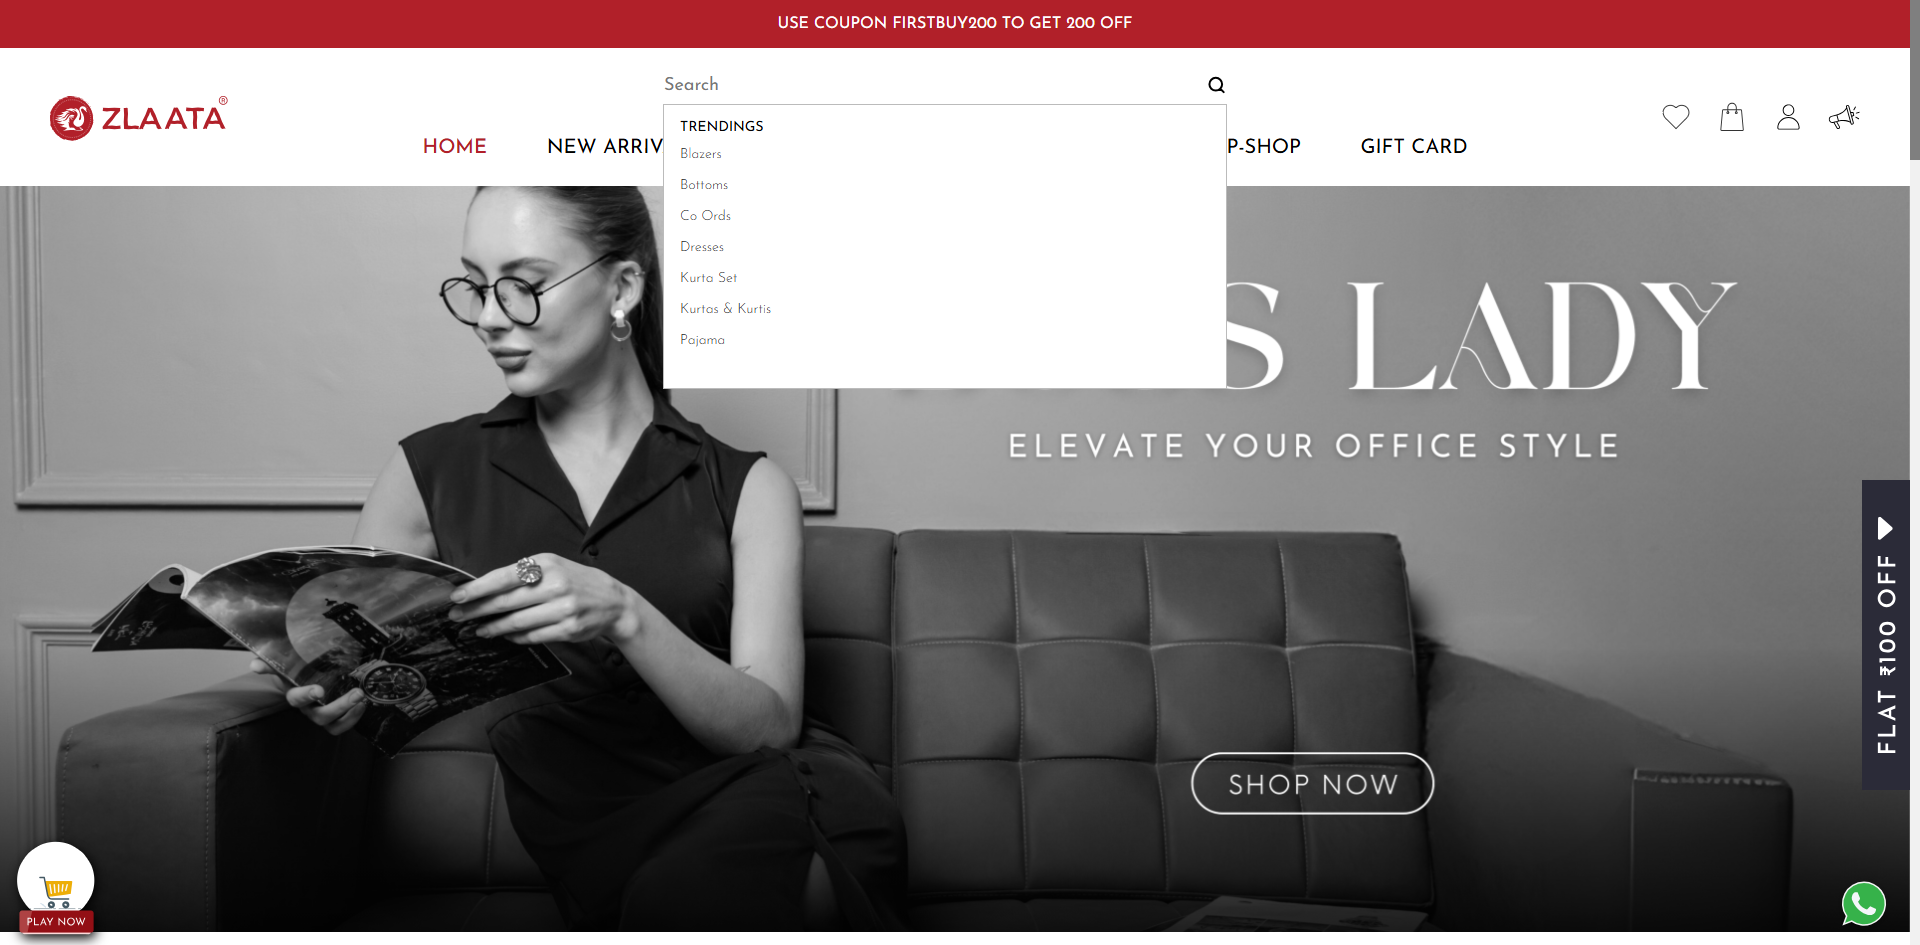 USE COUPON FIRSTBUY200 TO GET 200 OFF
ZLAATA®
Search
HOME
NEW ARRIV
P-SHOP
GIFT CARD
TRENDINGS
Blazers
Bottoms
Co Ords
Dresses
Kurta Set
Kurtas & Kurtis
Pajama
S LADY
ELEVATE YOUR OFFICE STYLE
FLAT ₹100 OFF
SHOP NOW
PLAY NOW